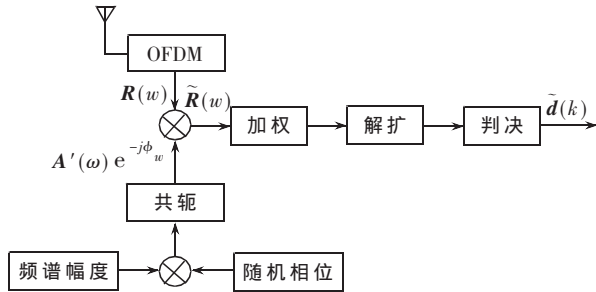 OFDM
R(w) R̃(w)
加权 解扩 判决 d̃(k)
A′(ω) e^{-jϕ_w}
共轭
频谱幅度 随机相位